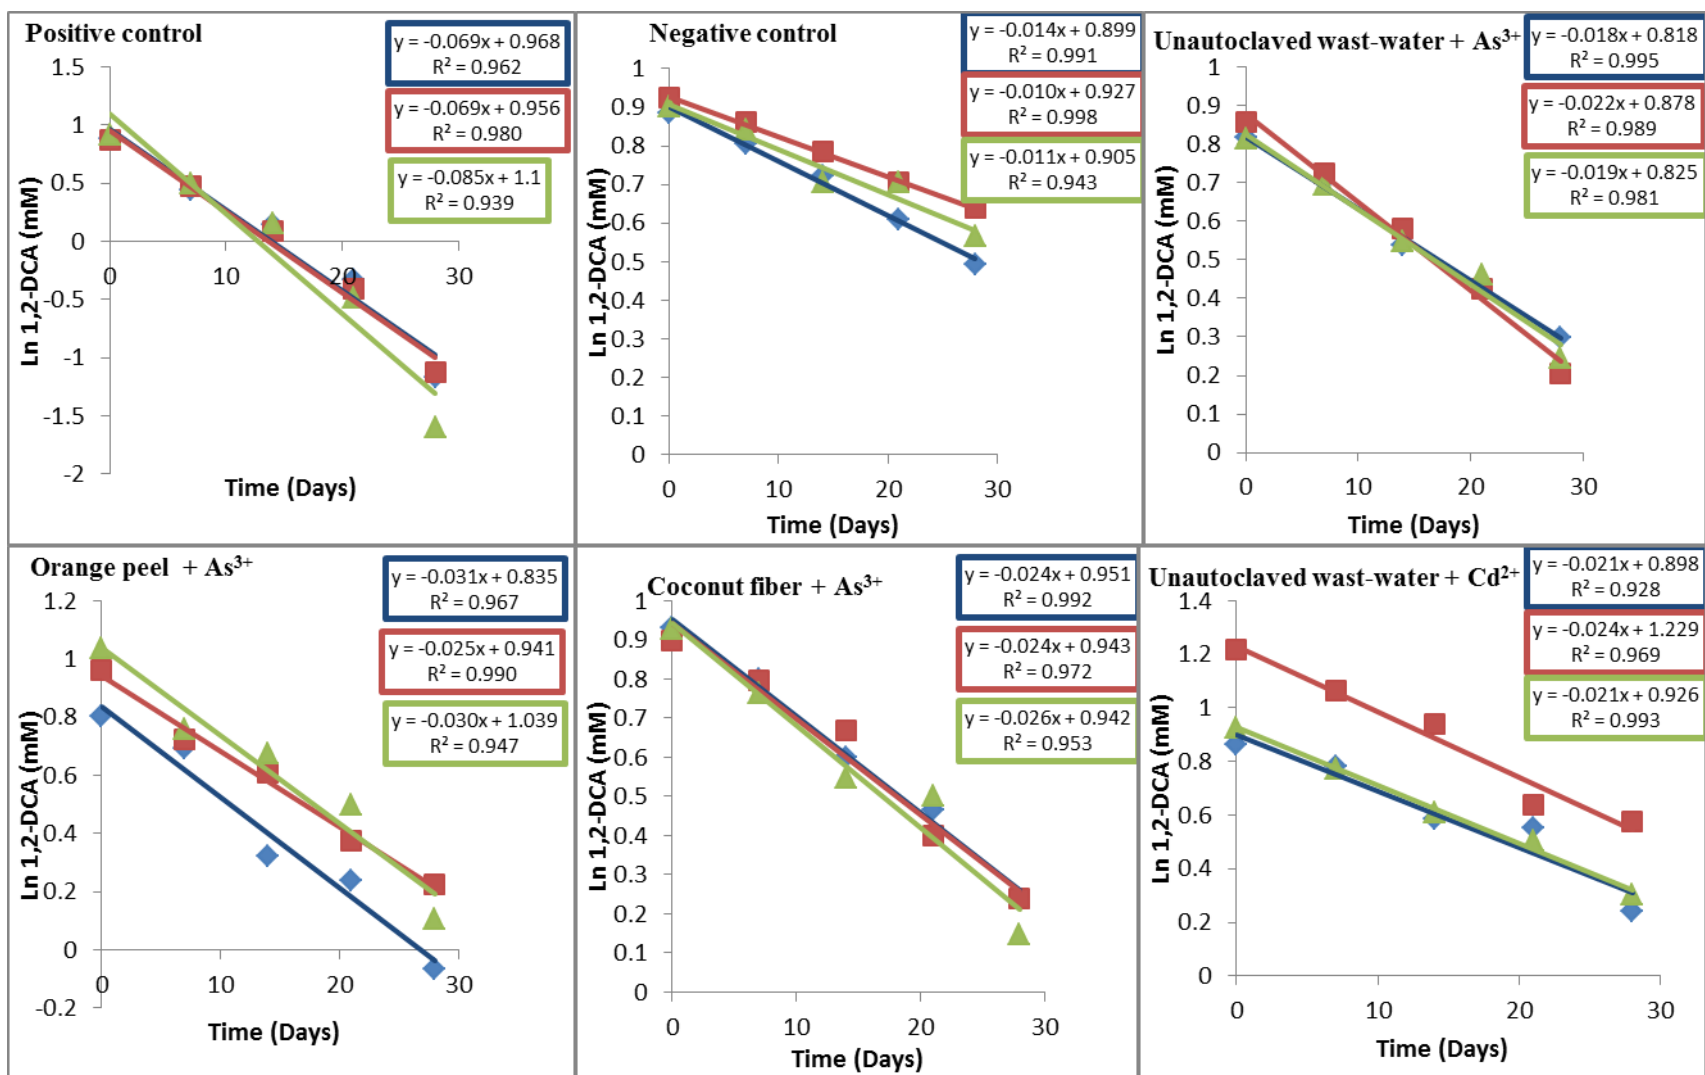 Positive control
y = -0.069x + 0.968
R² = 0.962
y = -0.069x + 0.956
R² = 0.980
y = -0.085x + 1.1
R² = 0.939
1.5
1
0.5
0
-0.5
-1
-1.5
-2
0
10
20
30
Ln 1,2-DCA (mM)
Time (Days)
Negative control
y = -0.014x + 0.899
R² = 0.991
y = -0.010x + 0.927
R² = 0.998
y = -0.011x + 0.905
R² = 0.943
1
0.9
0.8
0.7
0.6
0.5
0.4
0.3
0.2
0.1
0
0
10
20
30
Ln 1,2-DCA (mM)
Time (Days)
Unautoclaved wast-water + As³⁺
y = -0.018x + 0.818
R² = 0.995
y = -0.022x + 0.878
R² = 0.989
y = -0.019x + 0.825
R² = 0.981
1
0.9
0.8
0.7
0.6
0.5
0.4
0.3
0.2
0.1
0
0
10
20
30
Ln 1,2-DCA (mM)
Time (Days)
Orange peel + As³⁺
y = -0.031x + 0.835
R² = 0.967
y = -0.025x + 0.941
R² = 0.990
y = -0.030x + 1.039
R² = 0.947
1.2
1
0.8
0.6
0.4
0.2
0
-0.2
0
10
20
30
Ln 1,2-DCA (mM)
Time (Days)
Coconut fiber + As³⁺
y = -0.024x + 0.951
R² = 0.992
y = -0.024x + 0.943
R² = 0.972
y = -0.026x + 0.942
R² = 0.953
1
0.9
0.8
0.7
0.6
0.5
0.4
0.3
0.2
0.1
0
0
10
20
30
Ln 1,2-DCA (mM)
Time (Days)
Unautoclaved wast-water + Cd²⁺
y = -0.021x + 0.898
R² = 0.928
y = -0.024x + 1.229
R² = 0.969
y = -0.021x + 0.926
R² = 0.993
1.4
1.2
1
0.8
0.6
0.4
0.2
0
0
10
20
30
Ln 1,2-DCA (mM)
Time (Days)